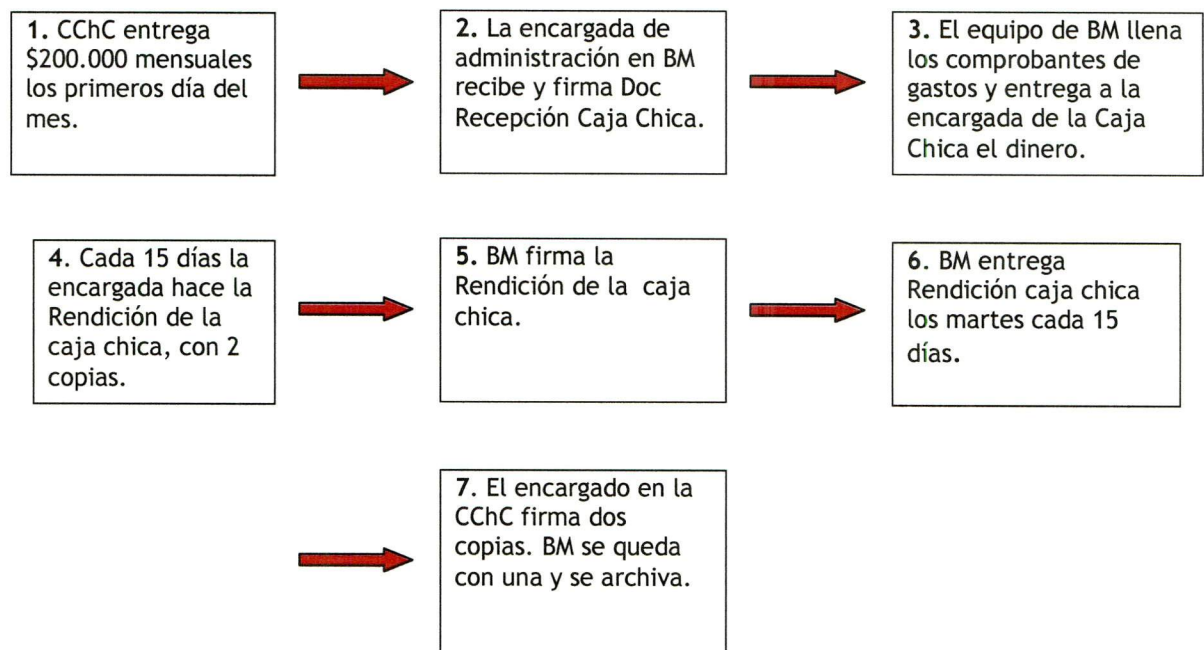 1. CChC entrega
$200.000 mensuales
los primeros día del
mes.
2. La encargada de
administración en BM
recibe y firma Doc
Recepción Caja Chica.
3. El equipo de BM llena
los comprobantes de
gastos y entrega a la
encargada de la Caja
Chica el dinero.
4. Cada 15 días la
encargada hace la
Rendición de la
caja chica, con 2
copias.
5. BM firma la
Rendición de la caja
chica.
6. BM entrega
Rendición caja chica
los martes cada 15
días.
7. El encargado en la
CChC firma dos
copias. BM se queda
con una y se archiva.